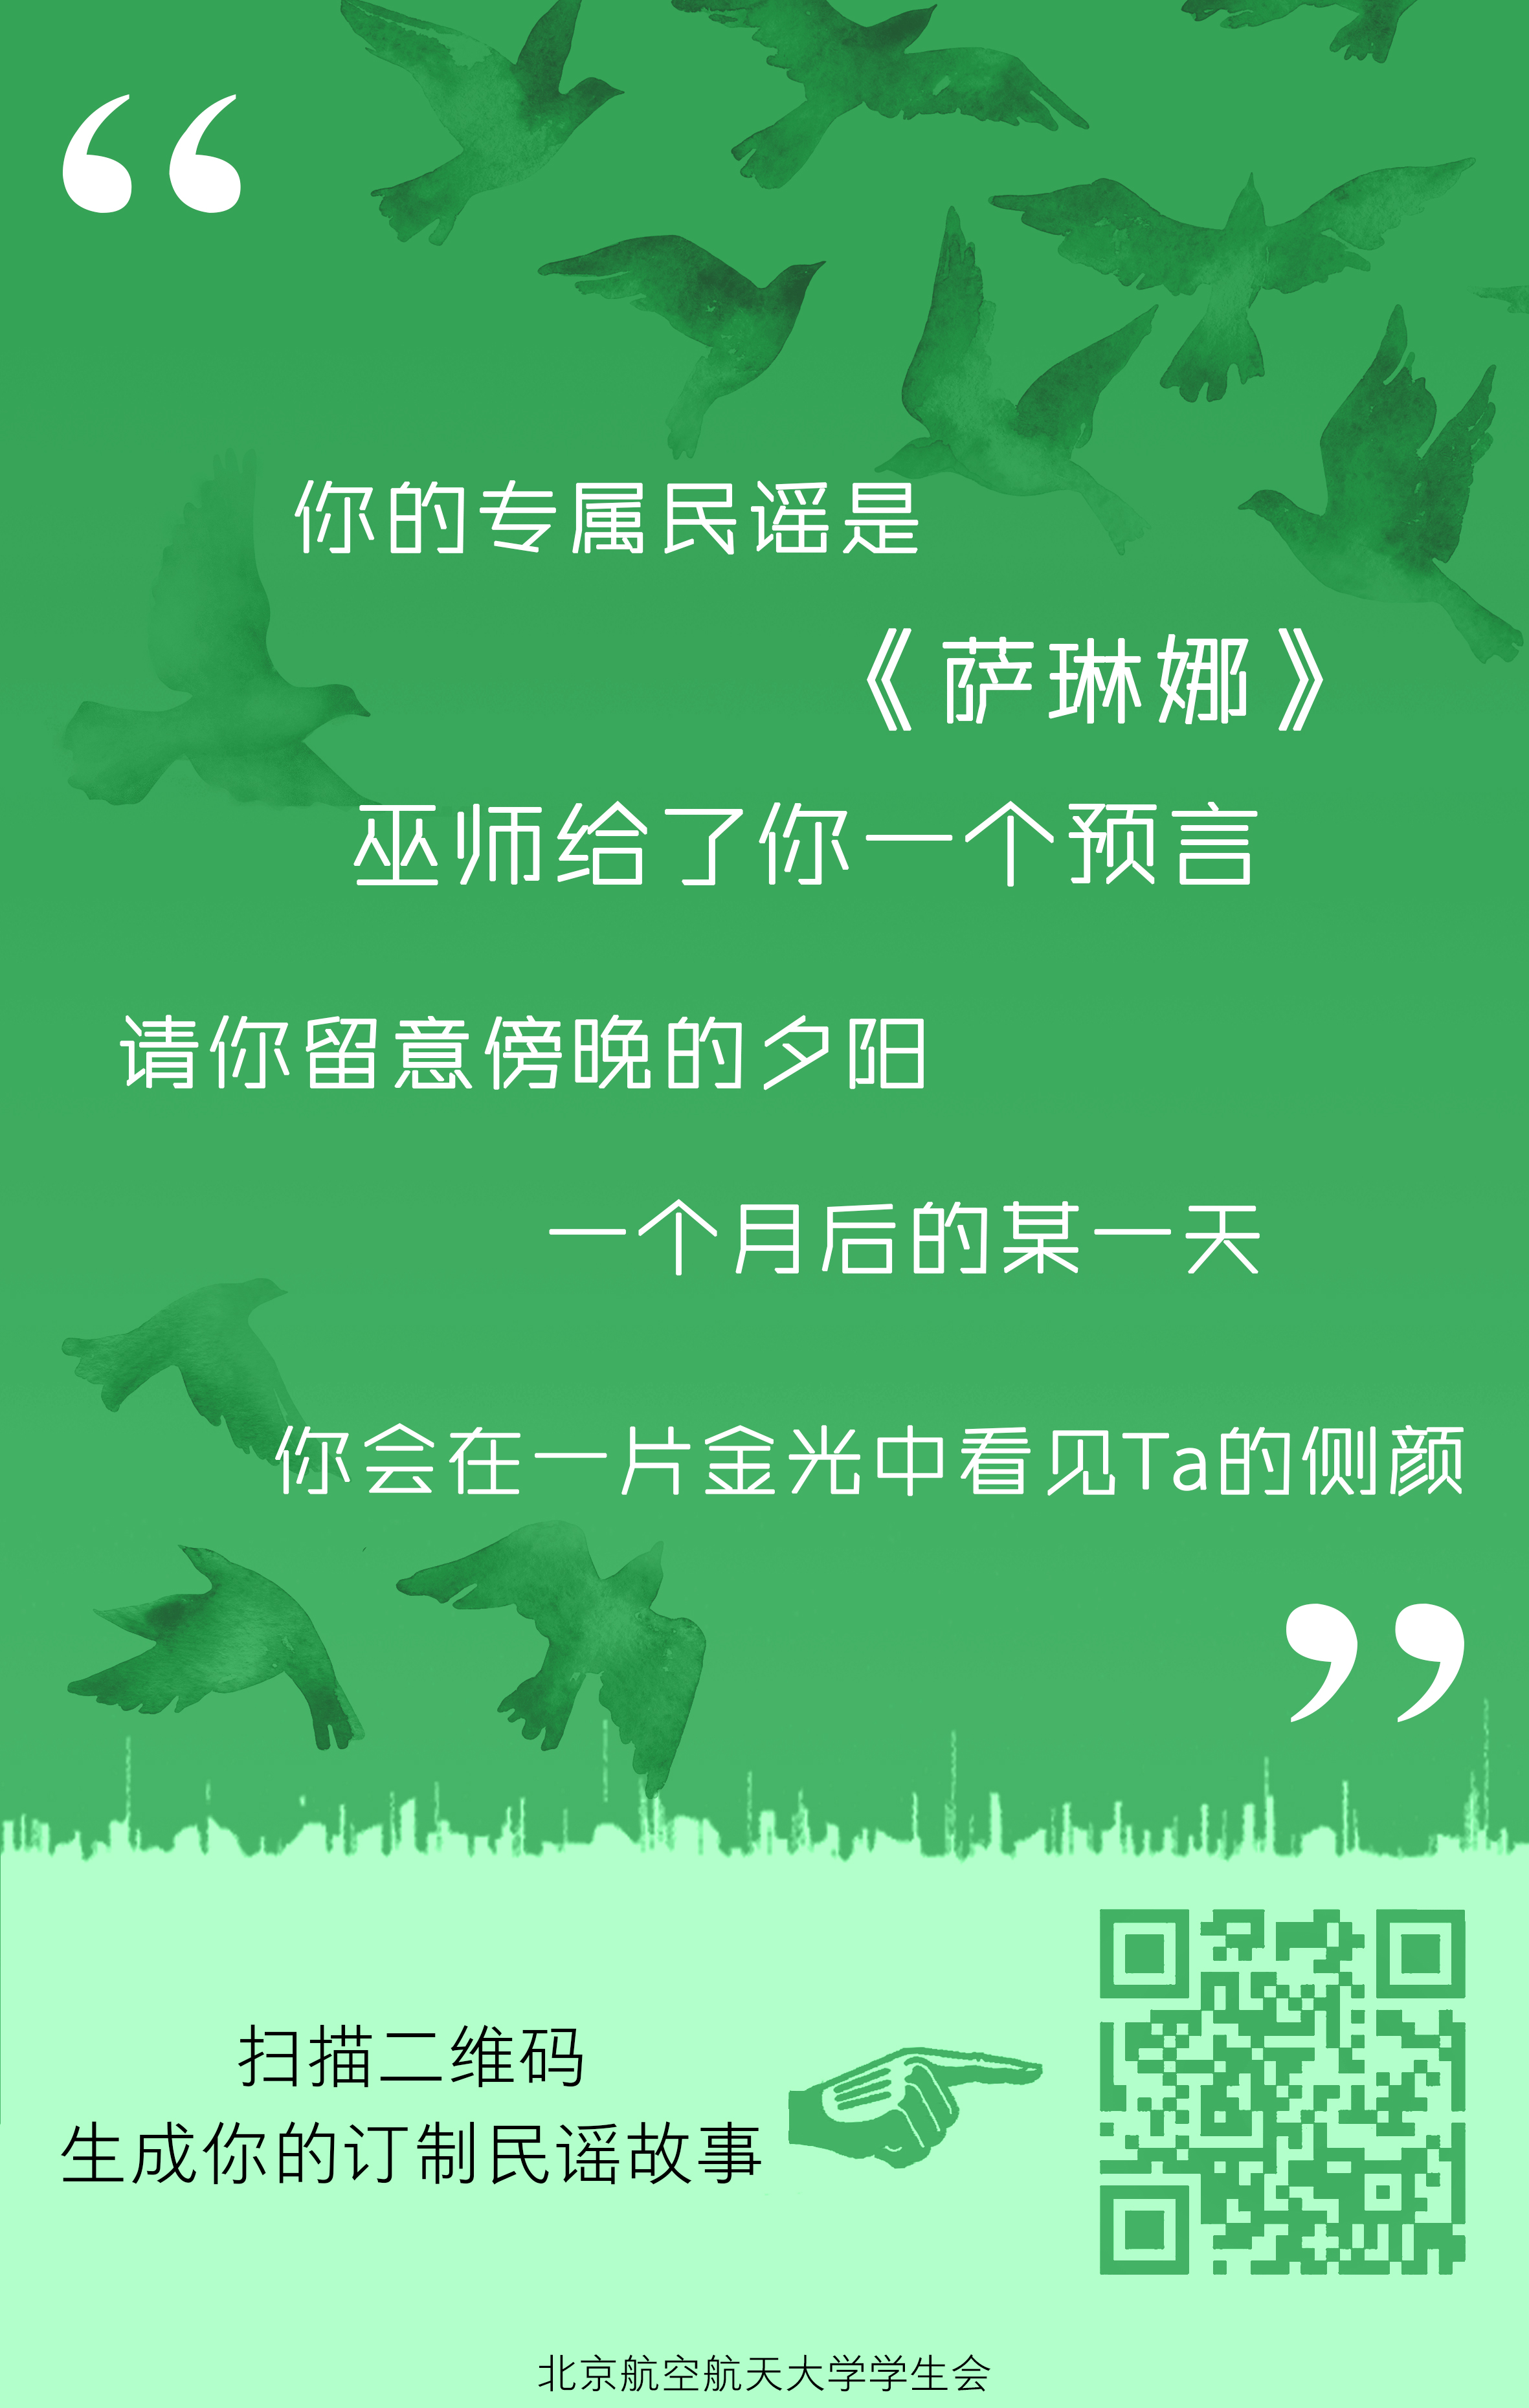 “
你的专属民谣是
《萨琳娜》
巫师给了你一个预言
请你留意傍晚的夕阳
一个月后的某一天
你会在一片金光中看见Ta的侧颜
”
扫描二维码
生成你的订制民谣故事
北京航空航天大学学生会